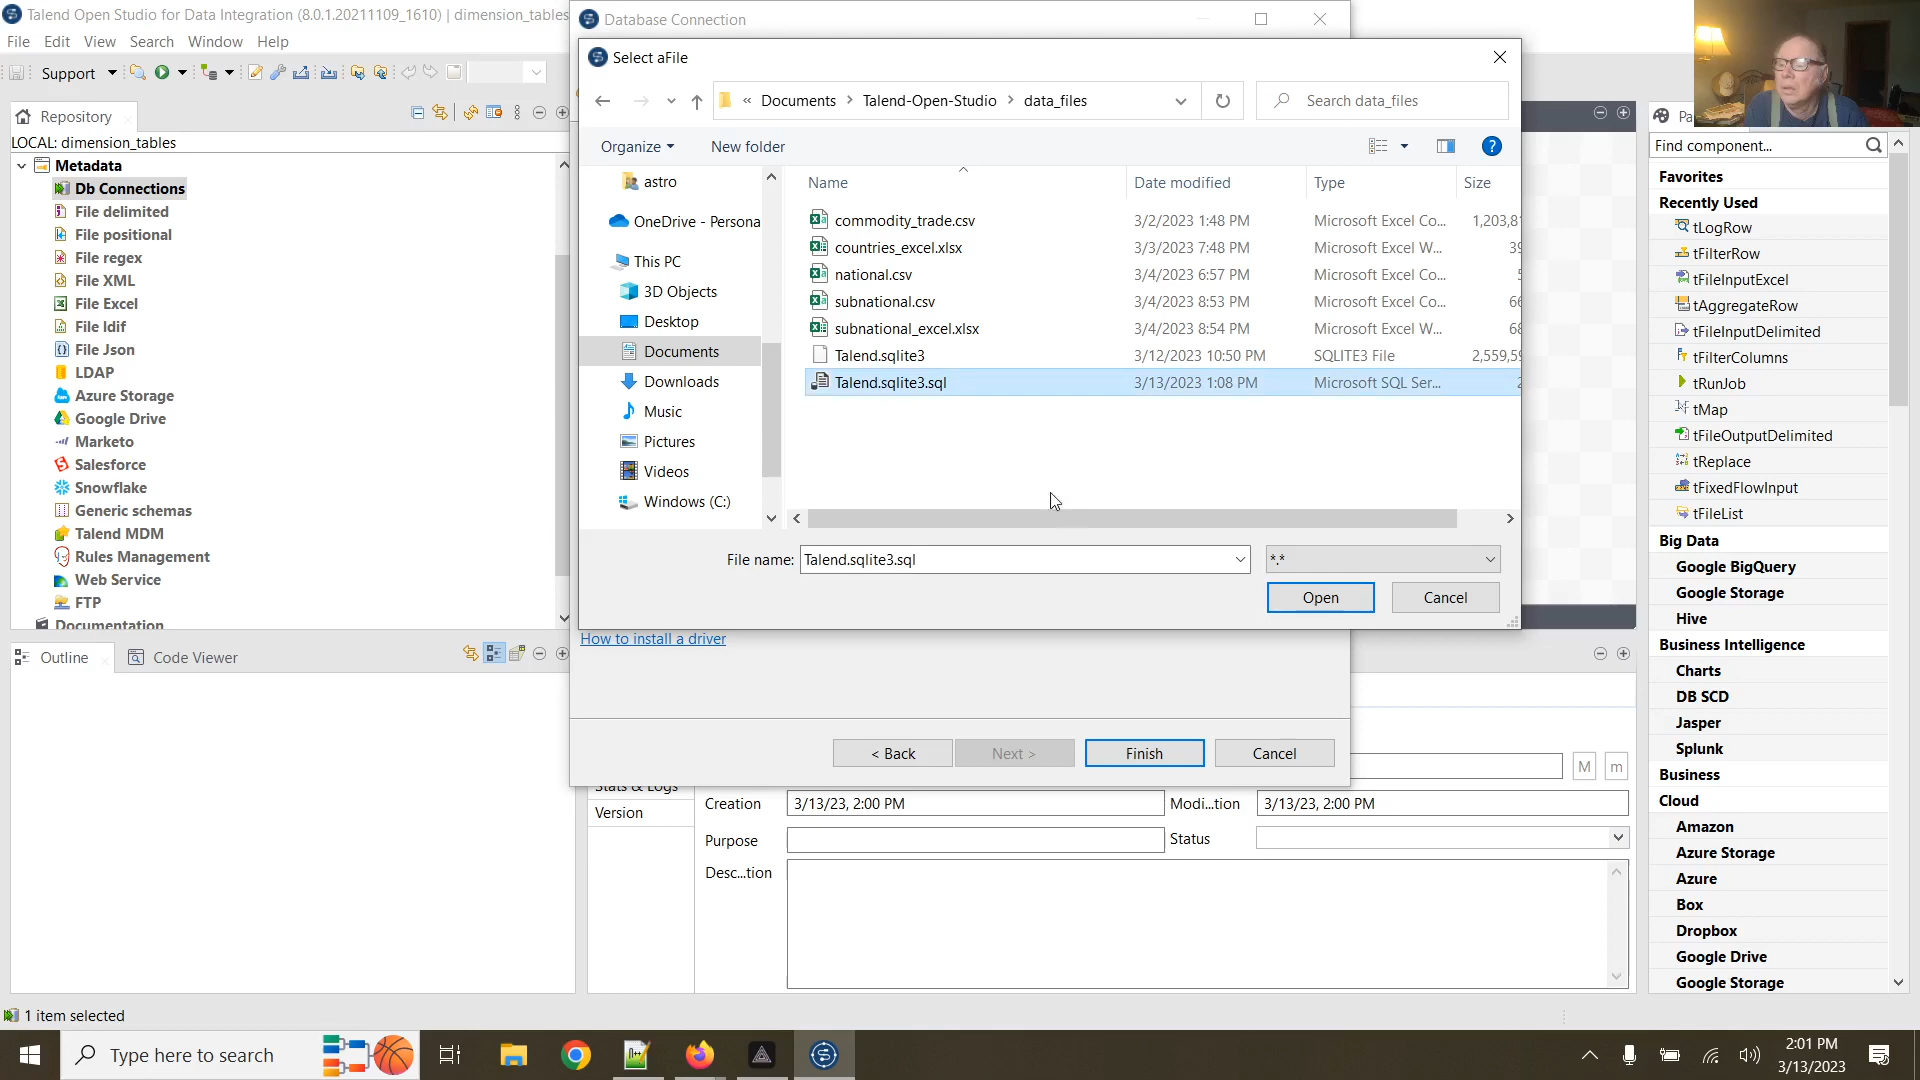 Talend Open Studio for Data Integration (8.0.1.20211109_1610) | dimension_tables
Database Connection
File Edit View Search Window Help
Support
Repository
LOCAL: dimension_tables
Metadata
Db Connections
File delimited
File positional
File regex
File XML
File Excel
File ldif
File Json
LDAP
Azure Storage
Google Drive
Marketo
Salesforce
Snowflake
Generic schemas
Talend MDM
Rules Management
Web Service
FTP
Documentation
Outline
Code Viewer
1 item selected
Select aFile
« Documents > Talend-Open-Studio > data_files
Search data_files
Organize
New folder
astro
OneDrive - Persona
This PC
3D Objects
Desktop
Documents
Downloads
Music
Pictures
Videos
Windows (C:)
Name Date modified Type Size
commodity_trade.csv 3/2/2023 1:48 PM Microsoft Excel Co... 1,203,8
countries_excel.xlsx 3/3/2023 7:48 PM Microsoft Excel W... 39
national.csv 3/4/2023 6:57 PM Microsoft Excel Co...
subnational.csv 3/4/2023 8:53 PM Microsoft Excel Co... 66
subnational_excel.xlsx 3/4/2023 8:54 PM Microsoft Excel W... 68
Talend.sqlite3 3/12/2023 10:50 PM SQLITE3 File 2,559,59
Talend.sqlite3.sql 3/13/2023 1:08 PM Microsoft SQL Ser...
File name: Talend.sqlite3.sql
*.*
Open
Cancel
How to install a driver
< Back
Next >
Finish
Cancel
Stats & Logs
Version
M
m
Creation 3/13/23, 2:00 PM
Modi...tion 3/13/23, 2:00 PM
Purpose
Status
Desc...tion
Pa
Find component...
Favorites
Recently Used
tLogRow
tFilterRow
tFileInputExcel
tAggregateRow
tFileInputDelimited
tFilterColumns
tRunJob
tMap
tFileOutputDelimited
tReplace
tFixedFlowInput
tFileList
Big Data
Google BigQuery
Google Storage
Hive
Business Intelligence
Charts
DB SCD
Jasper
Splunk
Business
Cloud
Amazon
Azure Storage
Azure
Box
Dropbox
Google Drive
Google Storage
Type here to search
2:01 PM
3/13/2023